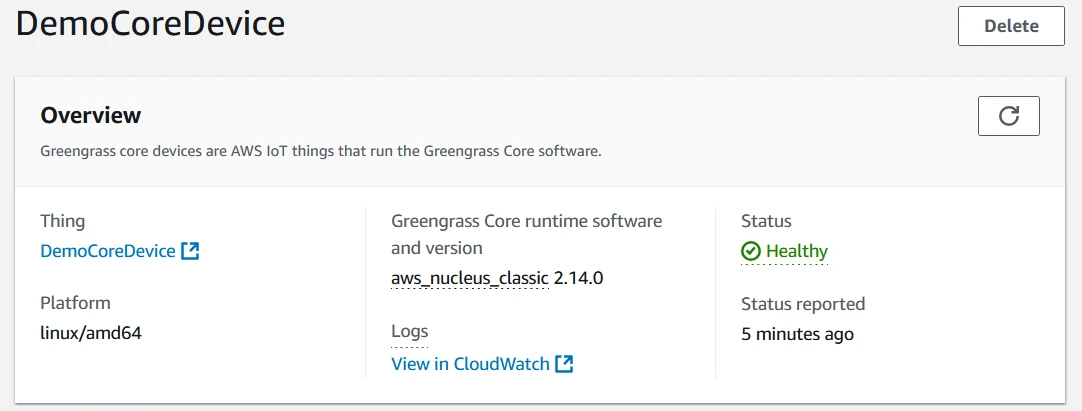 DemoCoreDevice
Delete
Overview
Greengrass core devices are AWS IoT things that run the Greengrass Core software.
Thing
DemoCoreDevice
Platform
linux/amd64
Greengrass Core runtime software
and version
aws_nucleus_classic 2.14.0
Logs
View in CloudWatch
Status
Healthy
Status reported
5 minutes ago